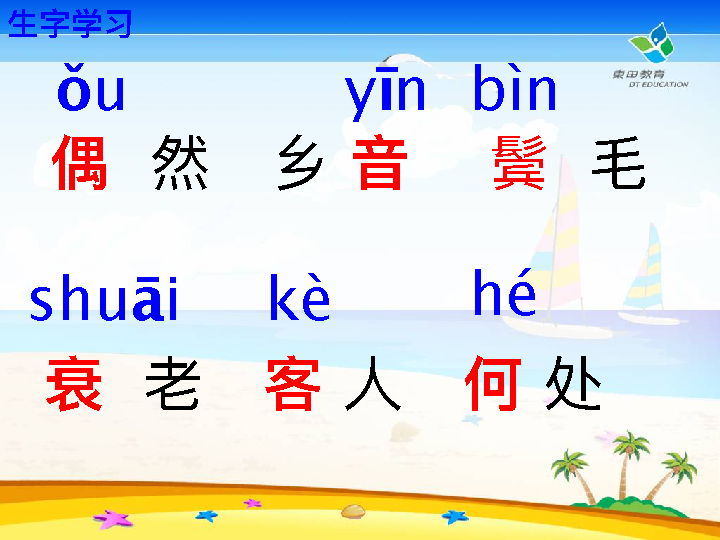 生字学习
東田教育
DT EDUCATION
ǒu yīn bìn
偶 然 乡 音 鬓 毛
shuāi kè hé
衰 老 客 人 何 处